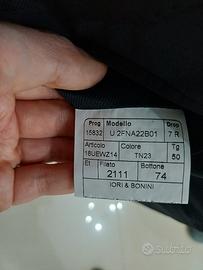 Prog Modello Drop
15832 U 2FNA22B01 7 R
Articolo Colore Tg
18UEWZ14 TN23 50
Et Filato Bottone
2111 74
IORI & BONINI
Subito